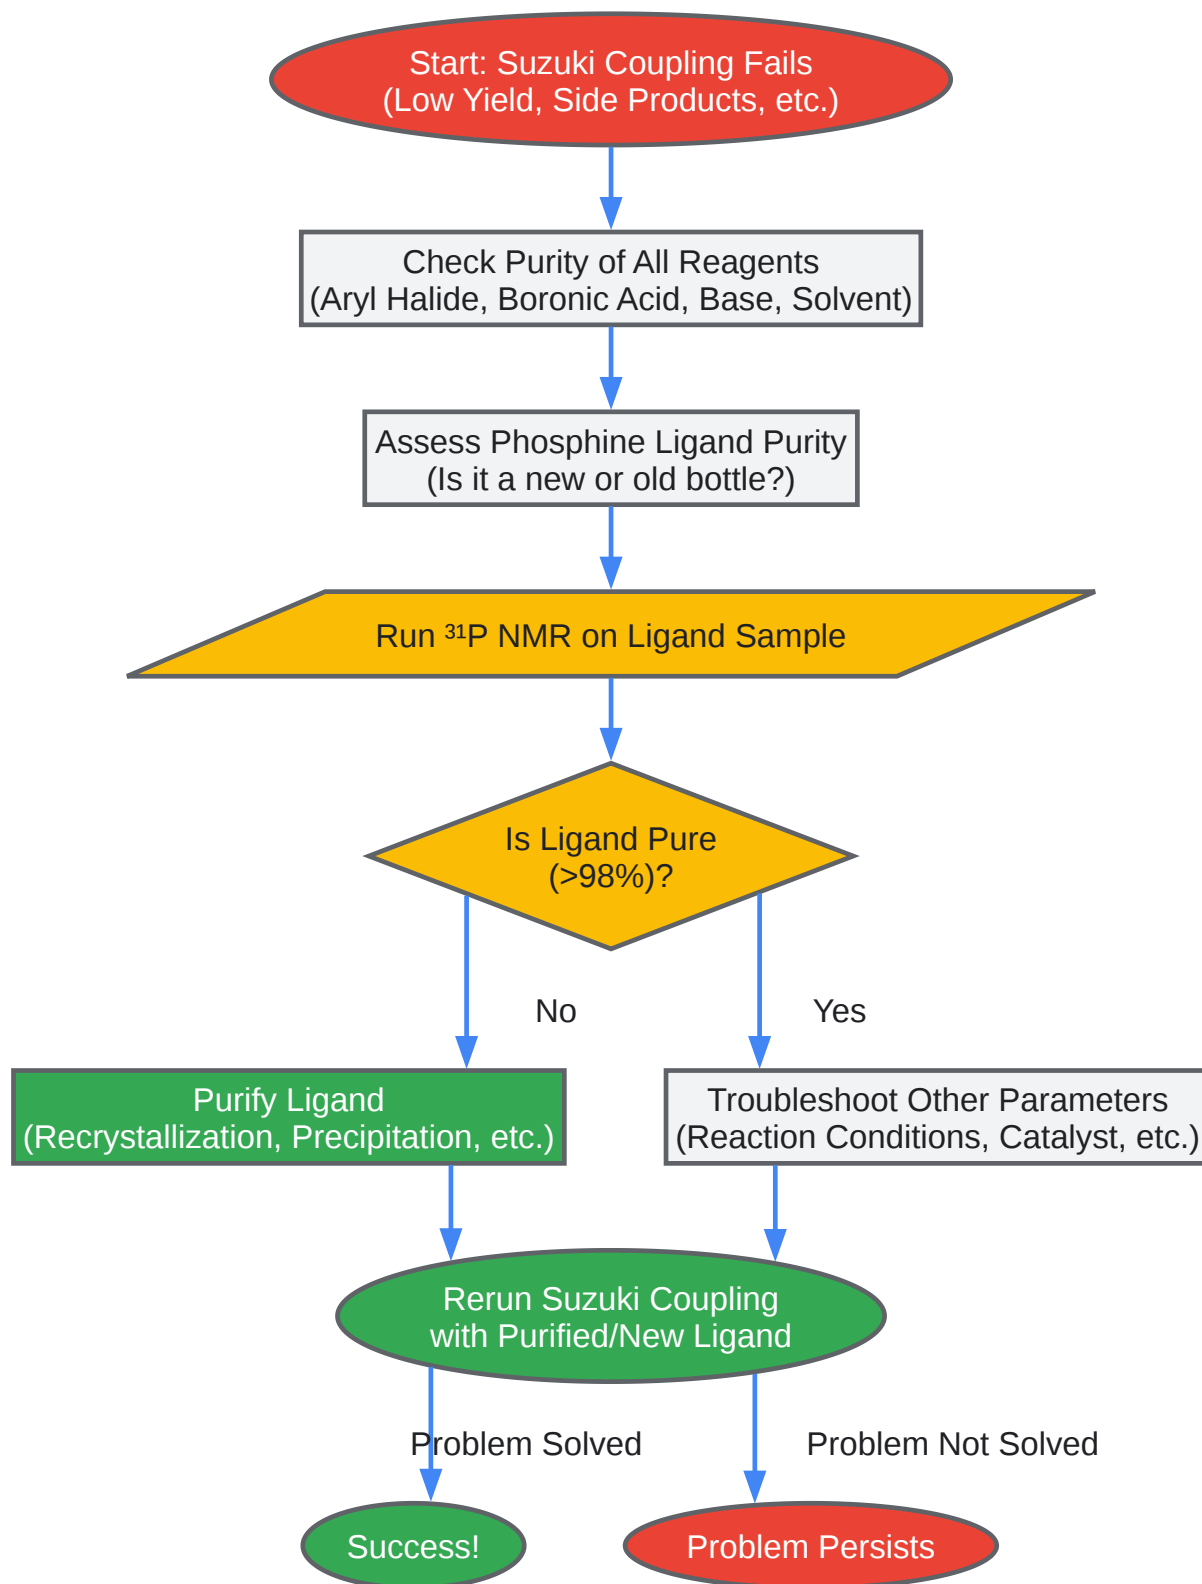 Start: Suzuki Coupling Fails
(Low Yield, Side Products, etc.)
Check Purity of All Reagents
(Aryl Halide, Boronic Acid, Base, Solvent)
Assess Phosphine Ligand Purity
(Is it a new or old bottle?)
Run ³¹P NMR on Ligand Sample
Is Ligand Pure
(>98%)?
No
Yes
Purify Ligand
(Recrystallization, Precipitation, etc.)
Troubleshoot Other Parameters
(Reaction Conditions, Catalyst, etc.)
Rerun Suzuki Coupling
with Purified/New Ligand
Problem Solved
Problem Not Solved
Success!
Problem Persists